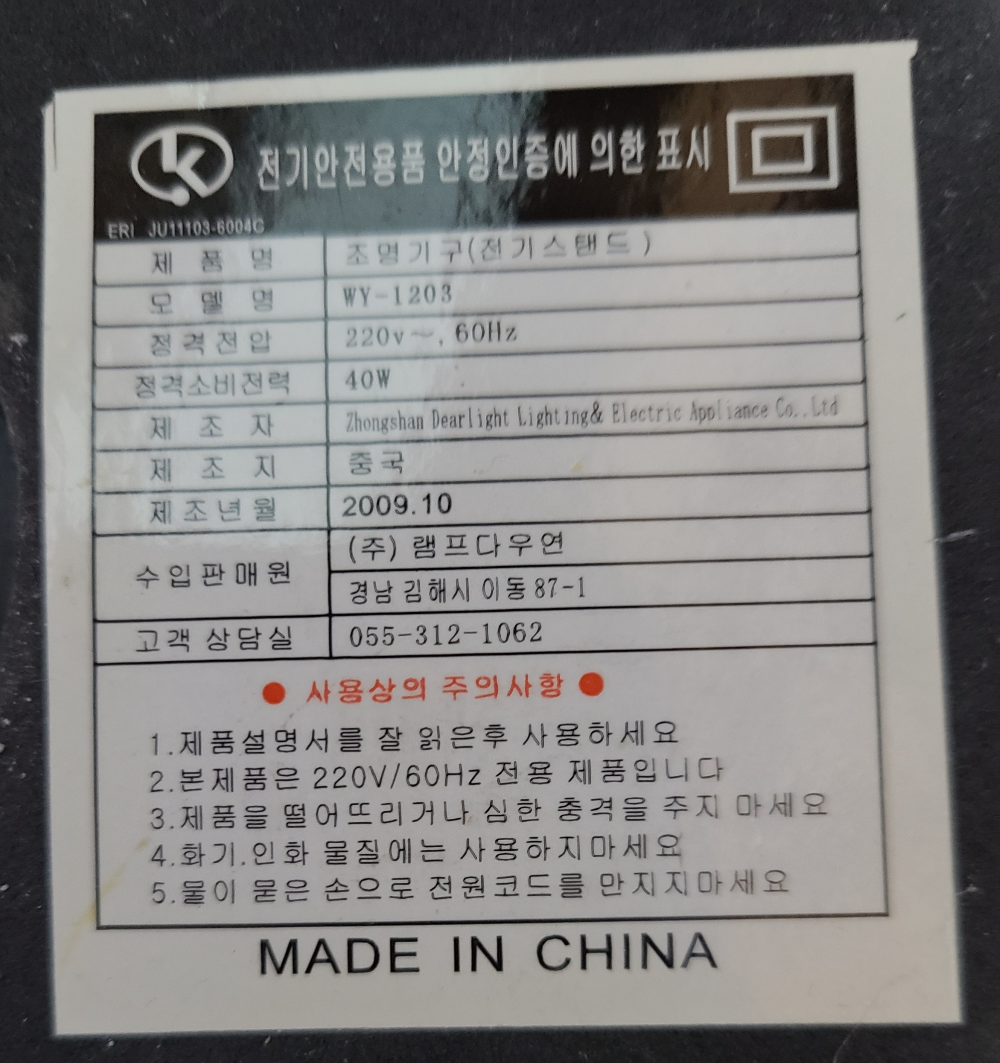 전기안전용품 안정인증에 의한 표시
ERI JU11103-6004C
제 품 명 조명기구(전기스탠드)
모 델 명 WY-1203
정격전압 220v～, 60Hz
정격소비전력 40W
제 조 자 Zhongshan Dearlight Lighting& Electric Appliance Co.,Ltd
제 조 지 중국
제조년월 2009.10
수입판매원 (주) 램프다우연
경남 김해시 이동 87-1
고객 상담실 055-312-1062
● 사용상의 주의사항 ●
1.제품설명서를 잘 읽은후 사용하세요
2.본제품은 220V/60Hz 전용 제품입니다
3.제품을 떨어뜨리거나 심한 충격을 주지 마세요
4.화기.인화 물질에는 사용하지마세요
5.물이 묻은 손으로 전원코드를 만지지마세요
MADE IN CHINA